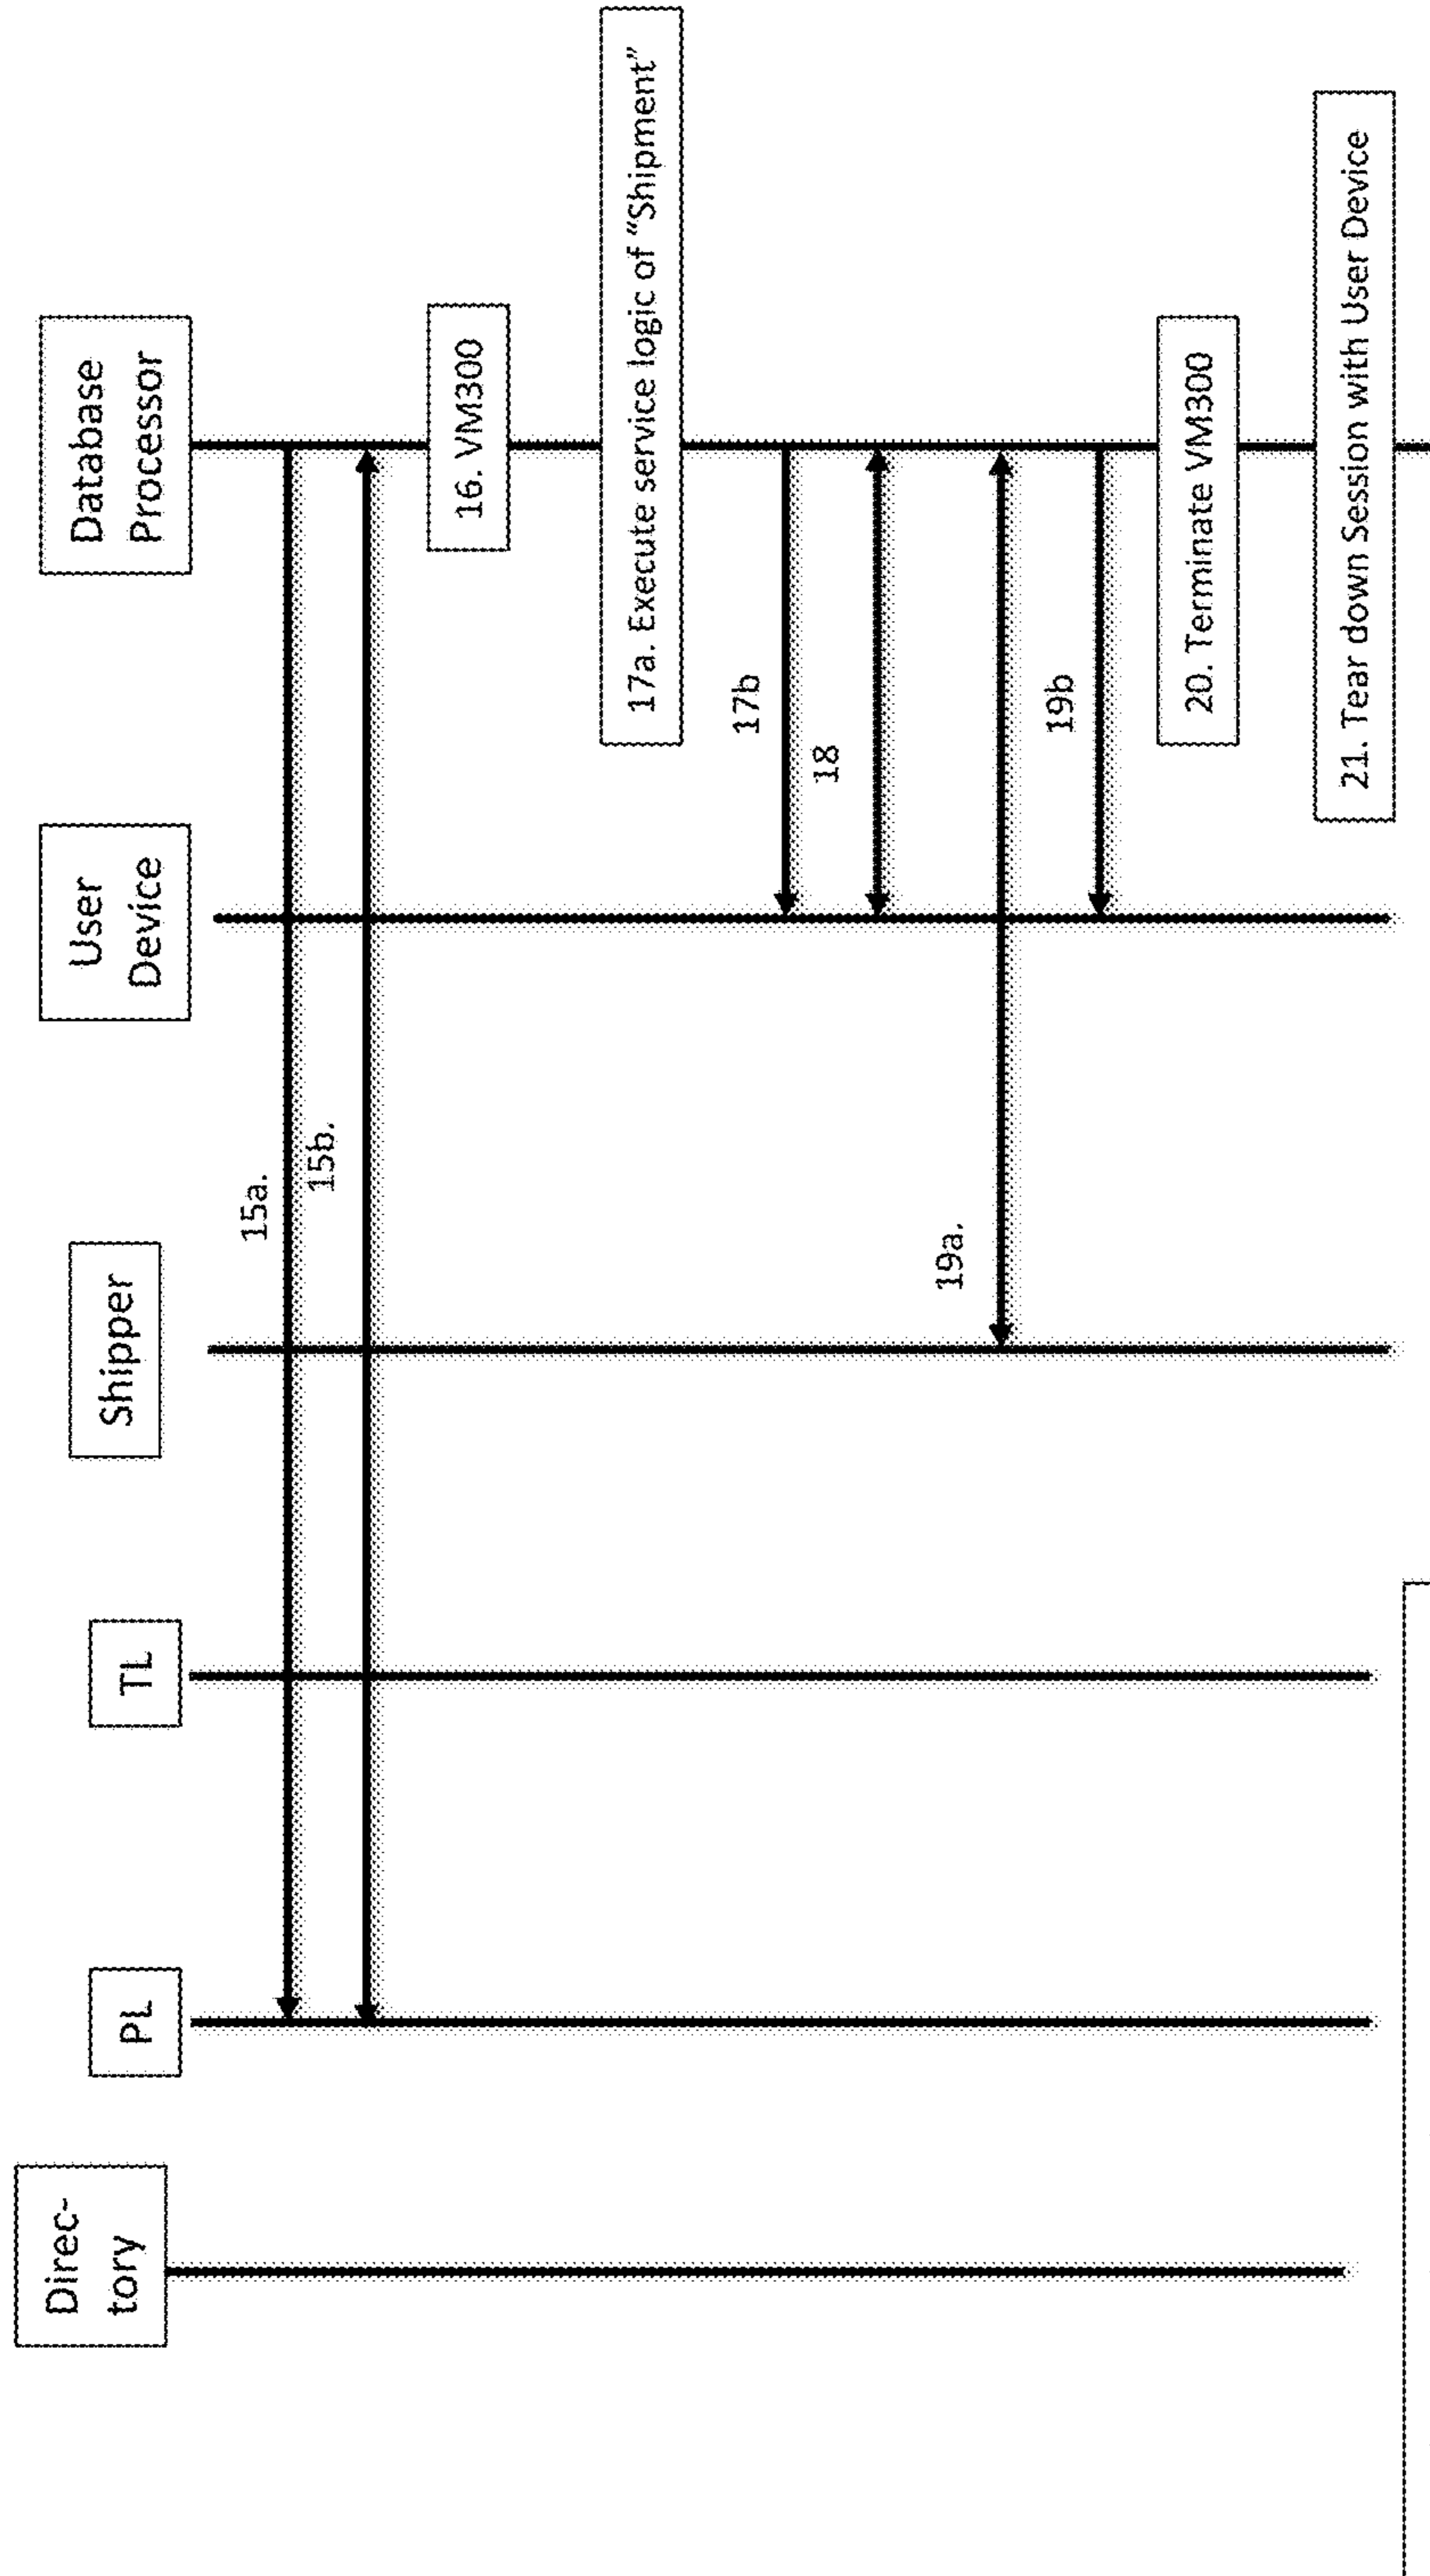 Direc-
tory
PL
TL
Shipper
User
Device
Database
Processor
15a.
15b.
16. VM300
17a. Execute service logic of “Shipment”
17b
18
19a.
19b
20. Terminate VM300
21. Tear down Session with User Device